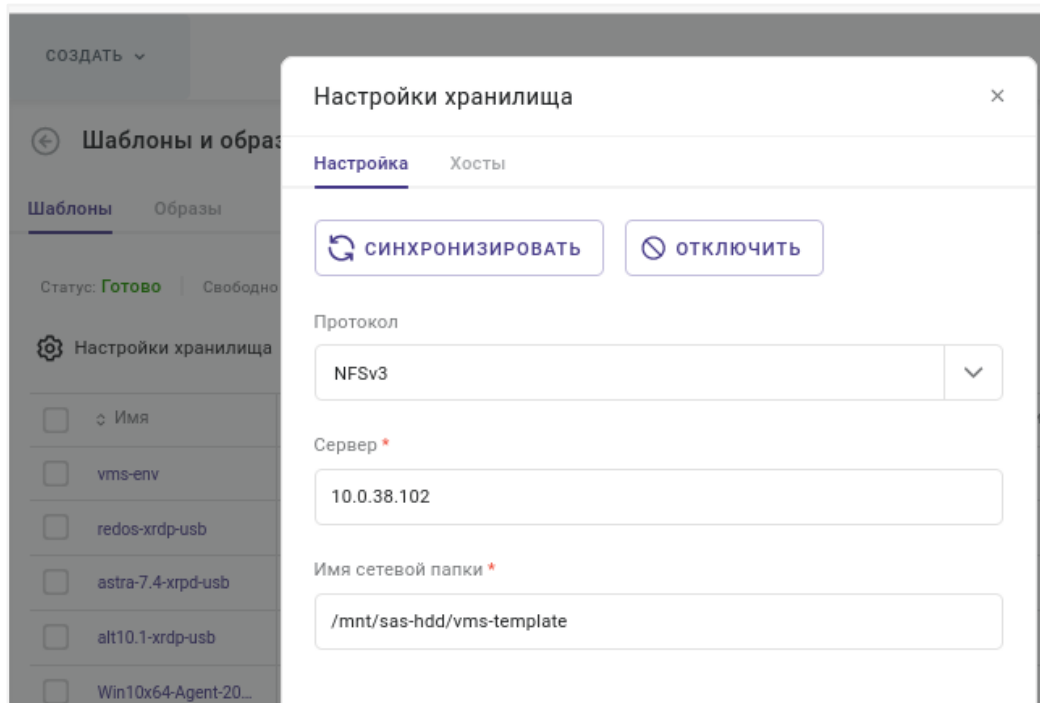 СОЗДАТЬ
Настройки хранилища
Шаблоны и образ
Настройка Хосты
Шаблоны Образы
СИНХРОНИЗИРОВАТЬ ОТКЛЮЧИТЬ
Статус: Готово Свободно
Протокол
Настройки хранилища
NFSv3
Имя
Сервер *
vms-env
10.0.38.102
redos-xrdp-usb
Имя сетевой папки *
astra-7.4-xrpd-usb
/mnt/sas-hdd/vms-template
alt10.1-xrdp-usb
Win10x64-Agent-20...